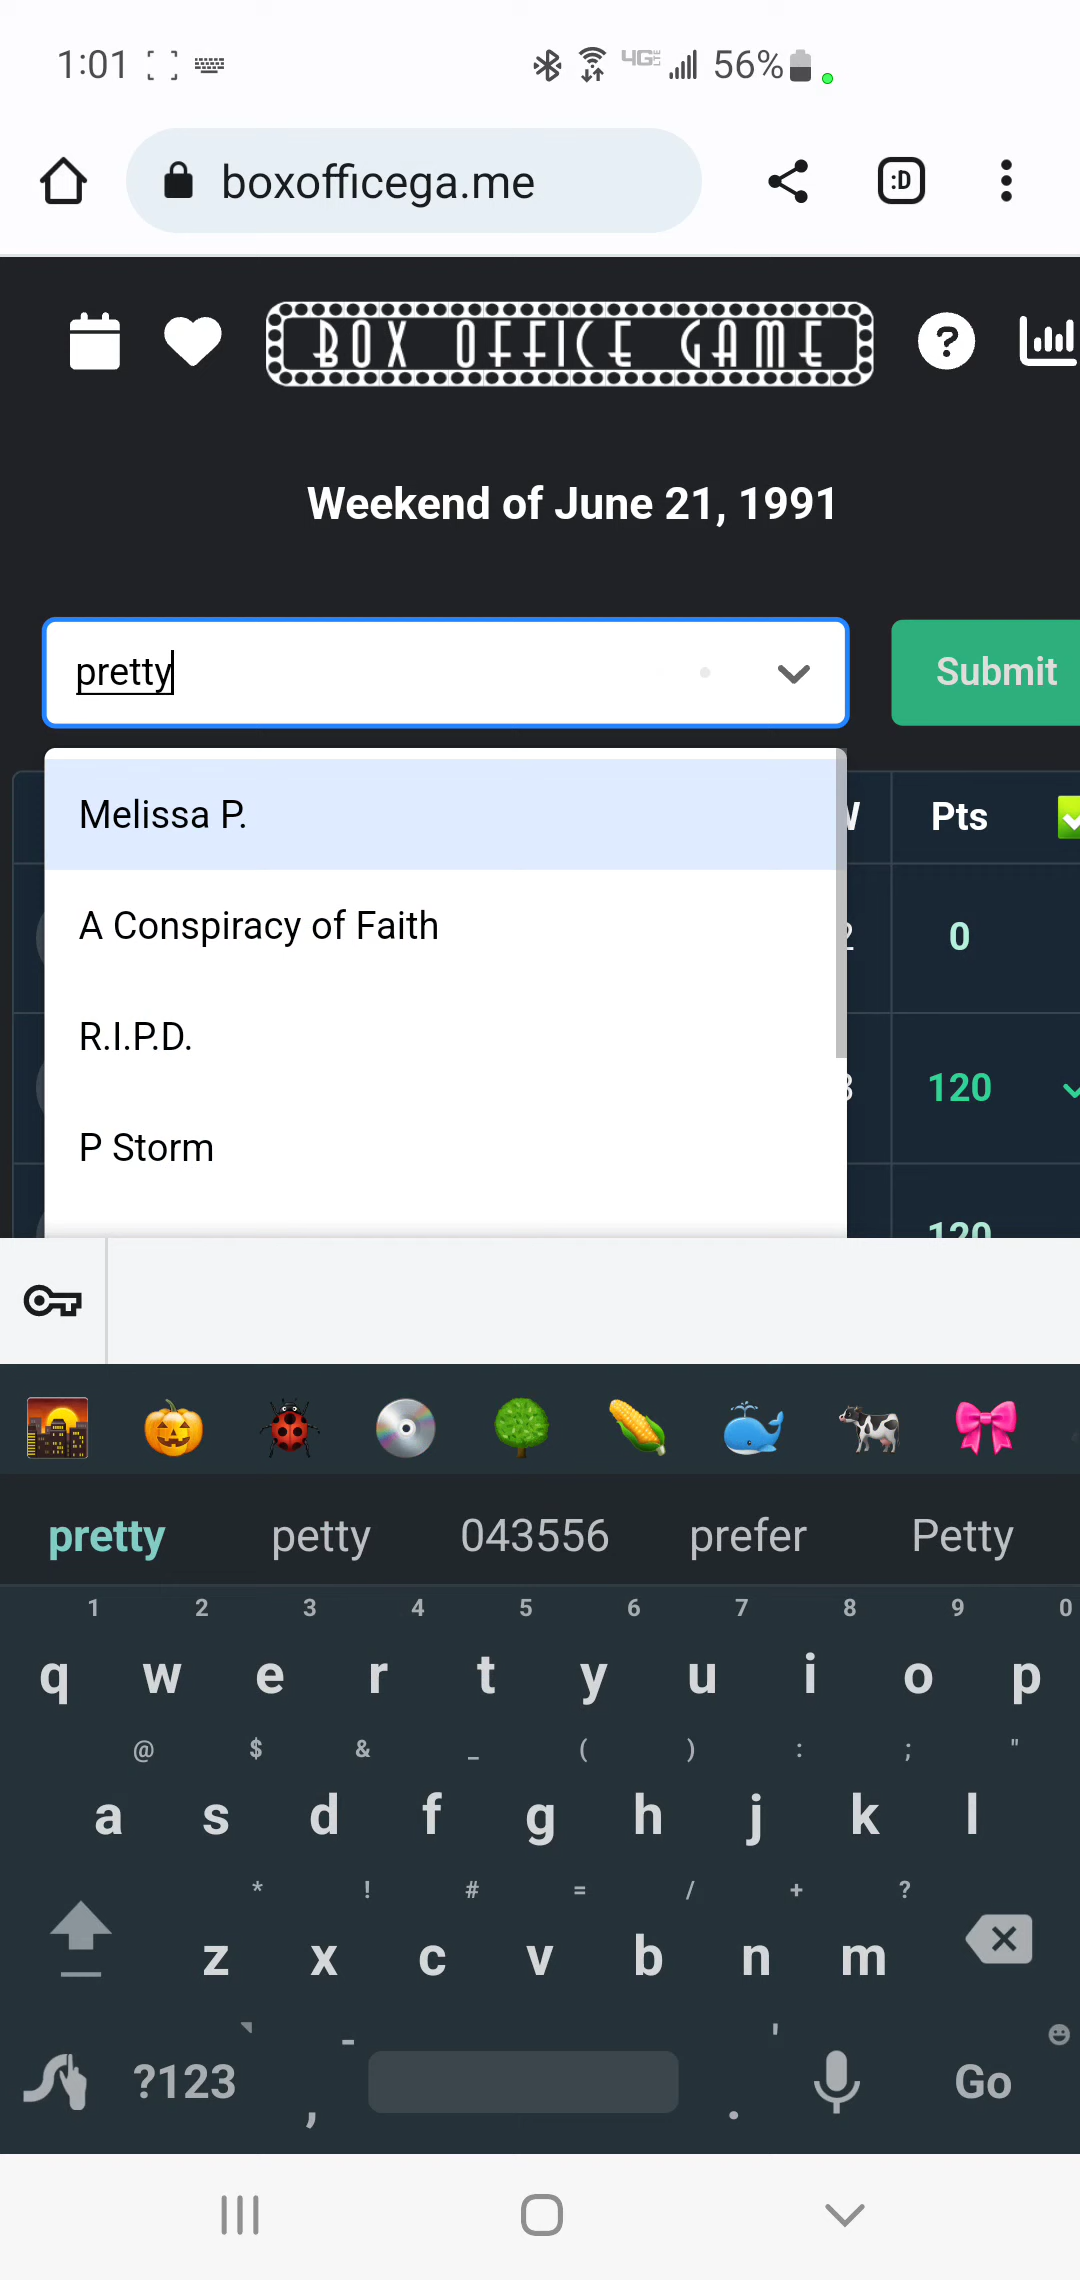 1:01 4G LTE 56%
boxofficega.me :D
BOX OFFICE GAME ?
Weekend of June 21, 1991
pretty Submit
Melissa P. Pts
A Conspiracy of Faith 0
R.I.P.D. 120
P Storm
120
pretty petty 043556 prefer Petty
1 2 3 4 5 6 7 8 9 0
q w e r t y u i o p
@ $ & _ ( ) : ; "
a s d f g h j k l
* ! # = / + ?
z x c v b n m
- '
?123 , . Go